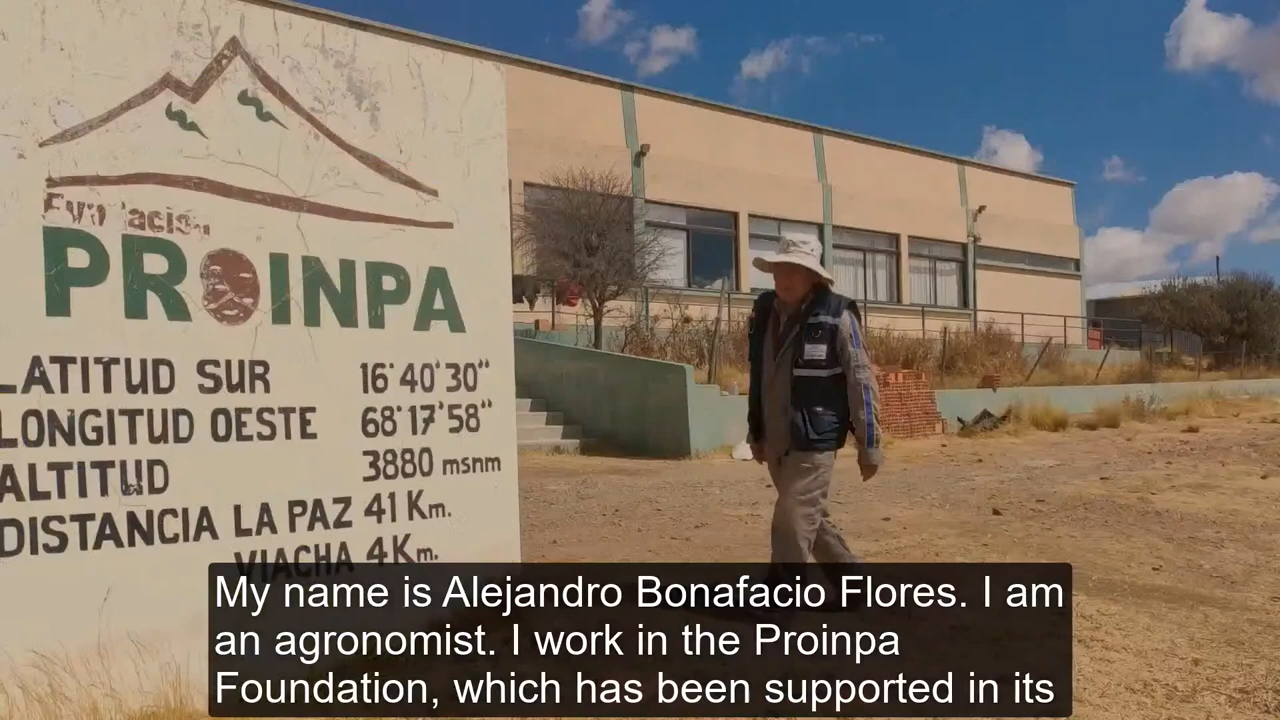 PROINPA
LATITUD SUR 16°40'30"
LONGITUD OESTE 68°17'58"
ALTITUD 3880 msnm
DISTANCIA LA PAZ 41 Km.
VIACHA 4 Km.
My name is Alejandro Bonafacio Flores. I am
an agronomist. I work in the Proinpa
Foundation, which has been supported in its